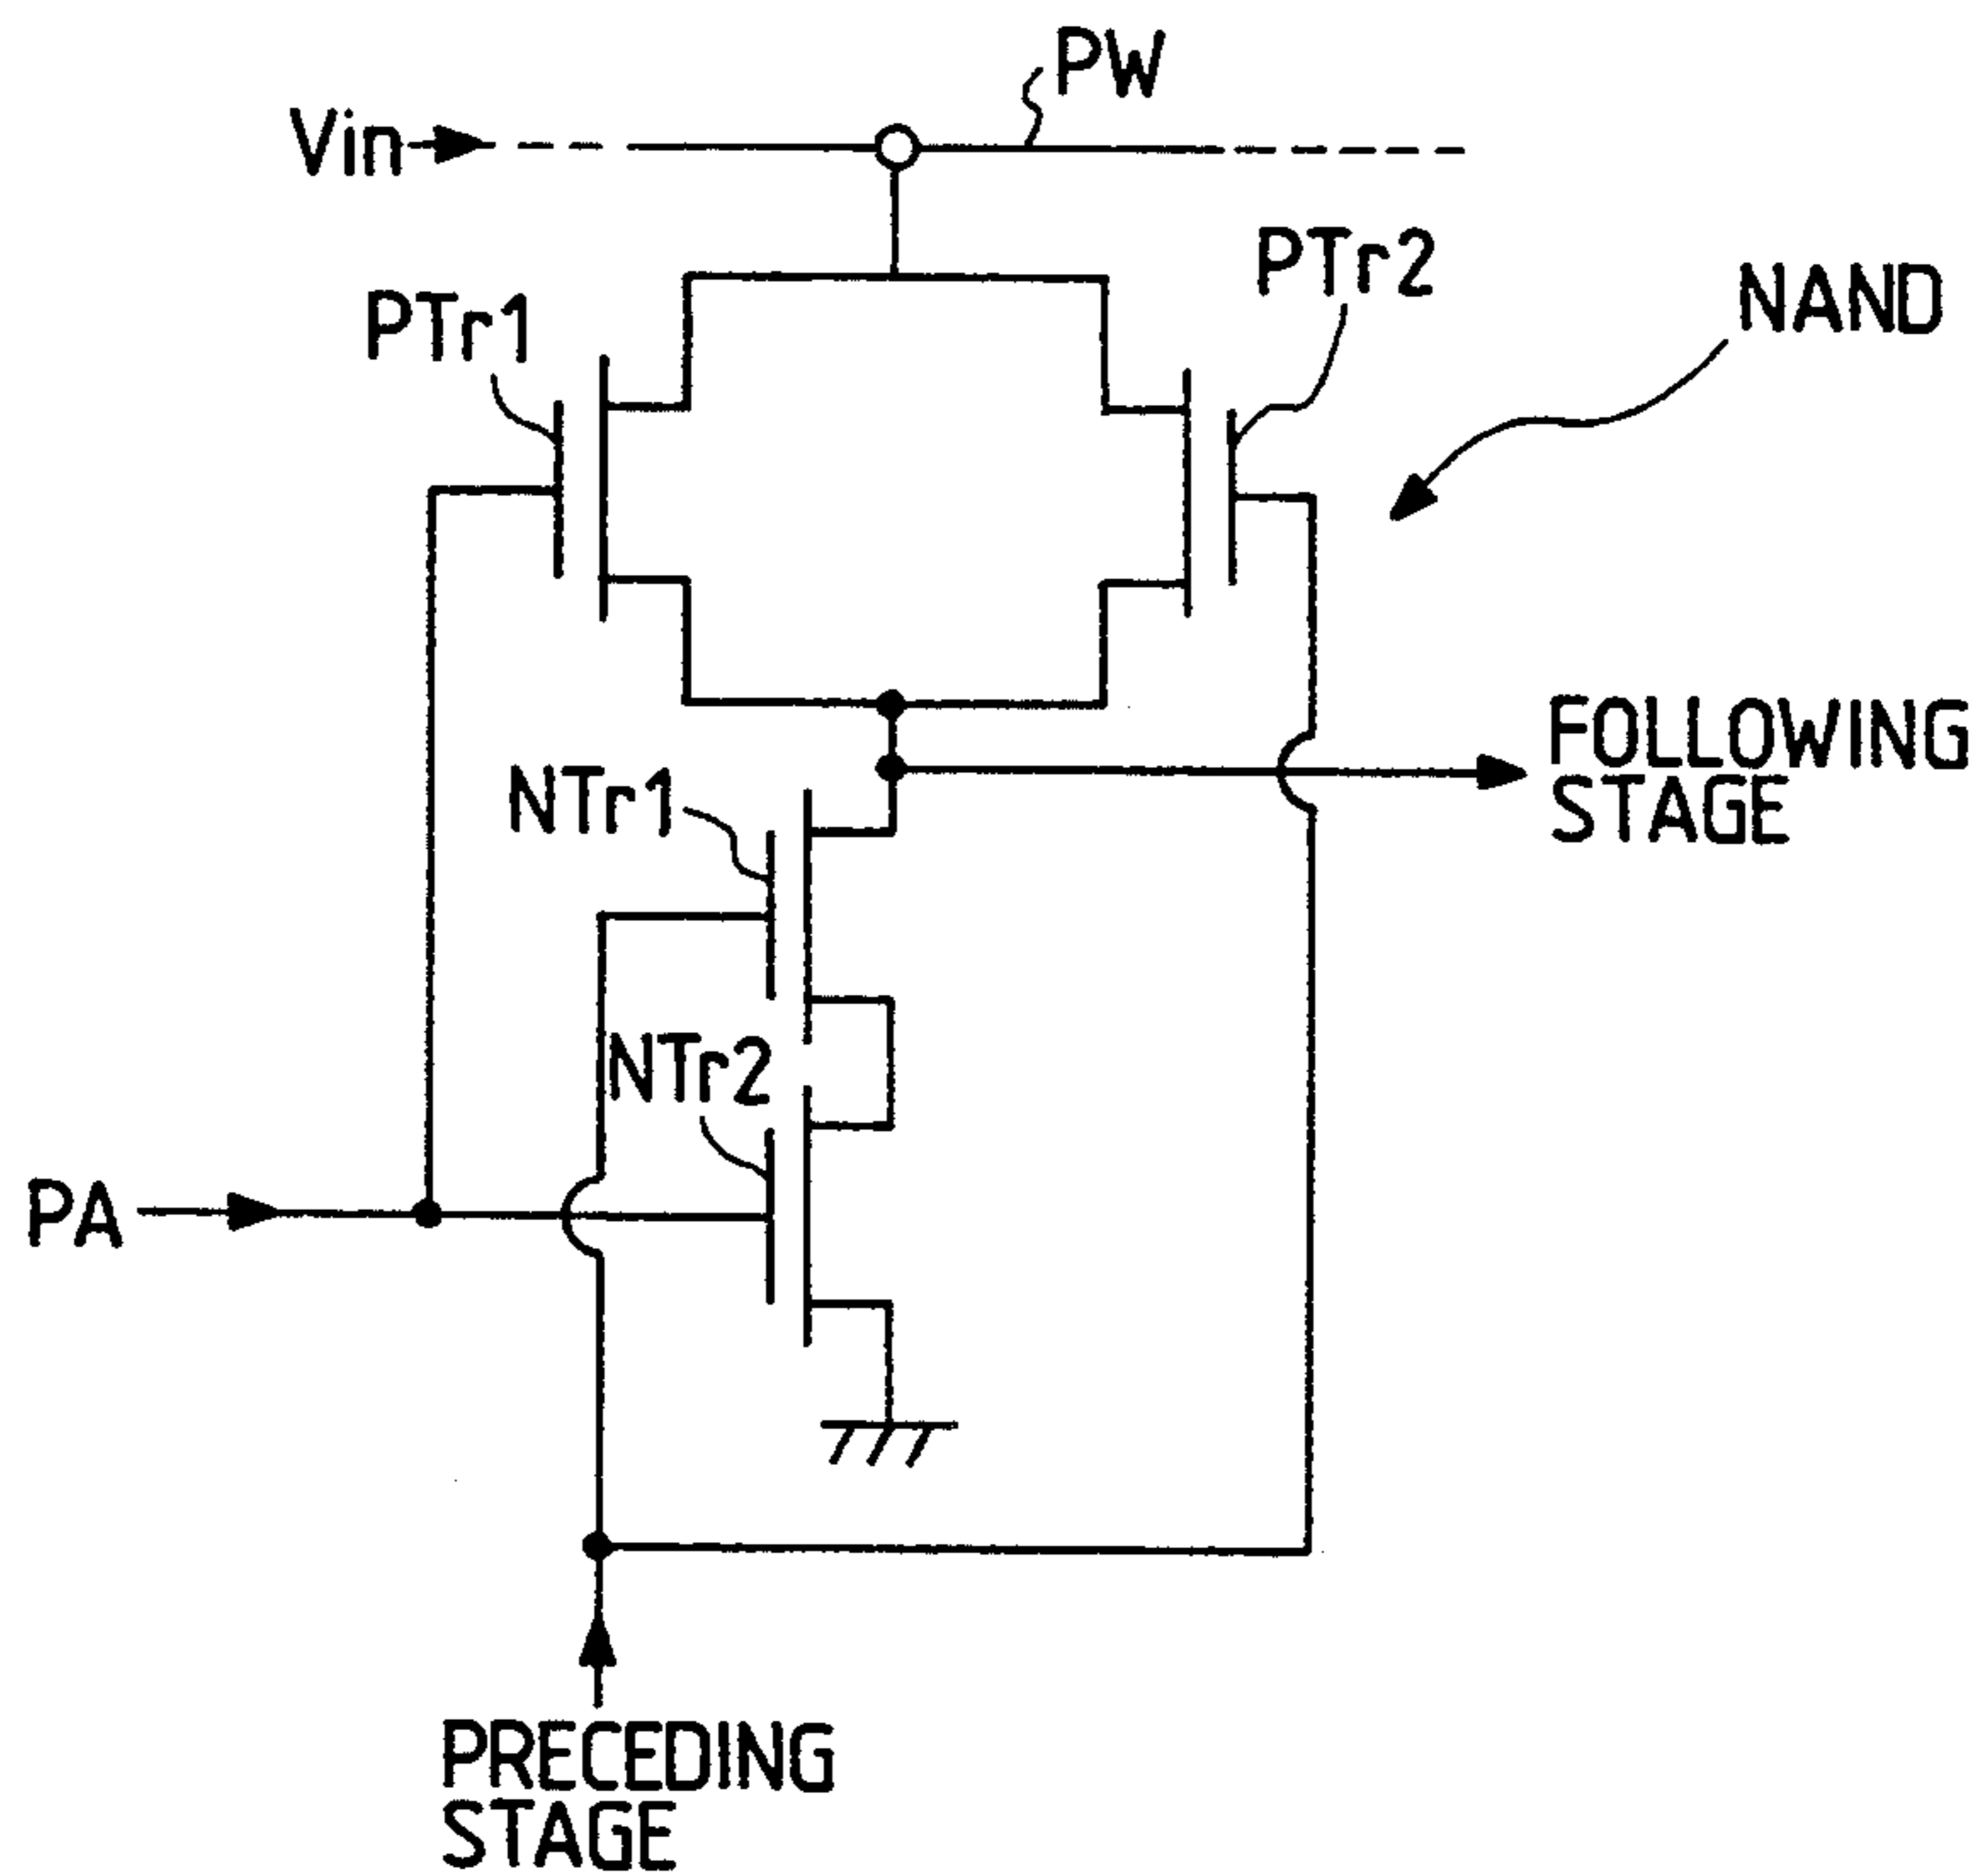 PW
Vin
PTr2
NAND
PTr1
FOLLOWING
STAGE
NTr1
NTr2
PA
PRECEDING
STAGE